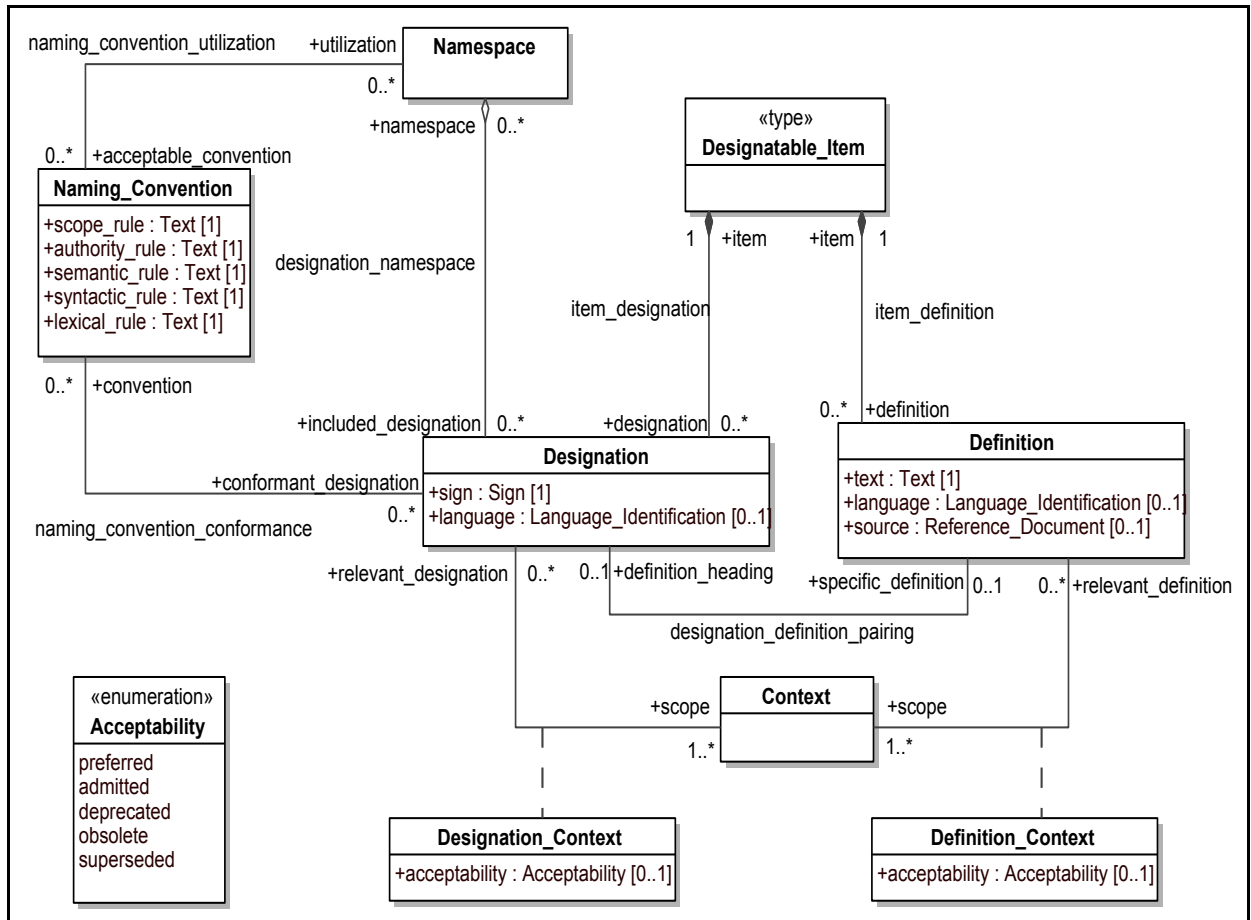 naming_convention_utilization
+utilization
Namespace
0..*
+namespace
0..*
«type»
Designatable_Item
0..*
+acceptable_convention
Naming_Convention
+scope_rule : Text [1]
+authority_rule : Text [1]
+semantic_rule : Text [1]
+syntactic_rule : Text [1]
+lexical_rule : Text [1]
1
+item
+item
1
designation_namespace
item_designation
item_definition
0..*
+convention
+included_designation
0..*
+designation
0..*
0..*
+definition
Designation
+sign : Sign [1]
+language : Language_Identification [0..1]
Definition
+text : Text [1]
+language : Language_Identification [0..1]
+source : Reference_Document [0..1]
+conformant_designation
0..*
naming_convention_conformance
+relevant_designation
0..*
0..1
+definition_heading
+specific_definition
0..1
0..*
+relevant_definition
designation_definition_pairing
«enumeration»
Acceptability
preferred
admitted
deprecated
obsolete
superseded
+scope
1..*
Context
+scope
1..*
Designation_Context
+acceptability : Acceptability [0..1]
Definition_Context
+acceptability : Acceptability [0..1]